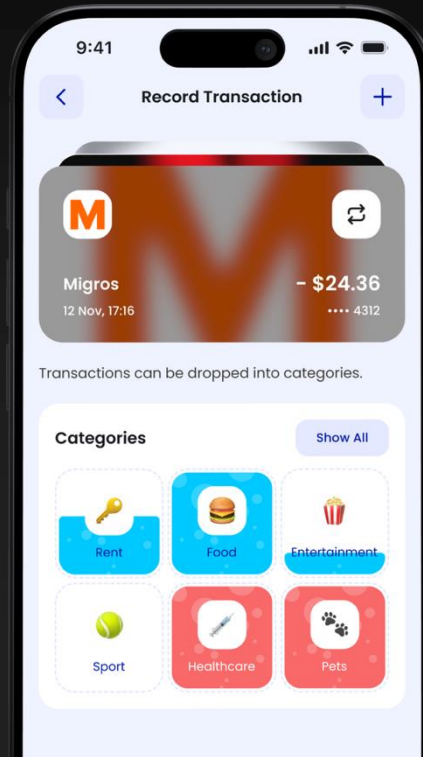 9:41
Record Transaction
M
Migros
- $24.36
12 Nov, 17:16
•••• 4312
Transactions can be dropped into categories.
Categories
Show All
Rent
Food
Entertainment
Sport
Healthcare
Pets